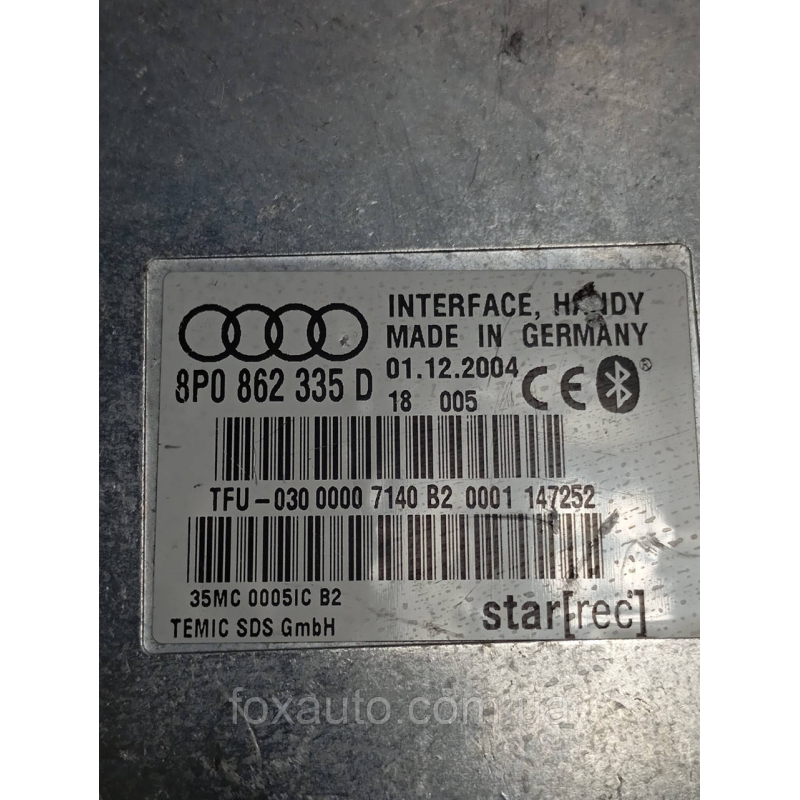 INTERFACE, HANDY
MADE IN GERMANY
8P0 862 335 D
01.12.2004
18 005
CE
TFU-030 0000 7140 B2 0001 147252
35MC 0005IC B2
TEMIC SDS GmbH
star[rec]
foxauto.com.ua